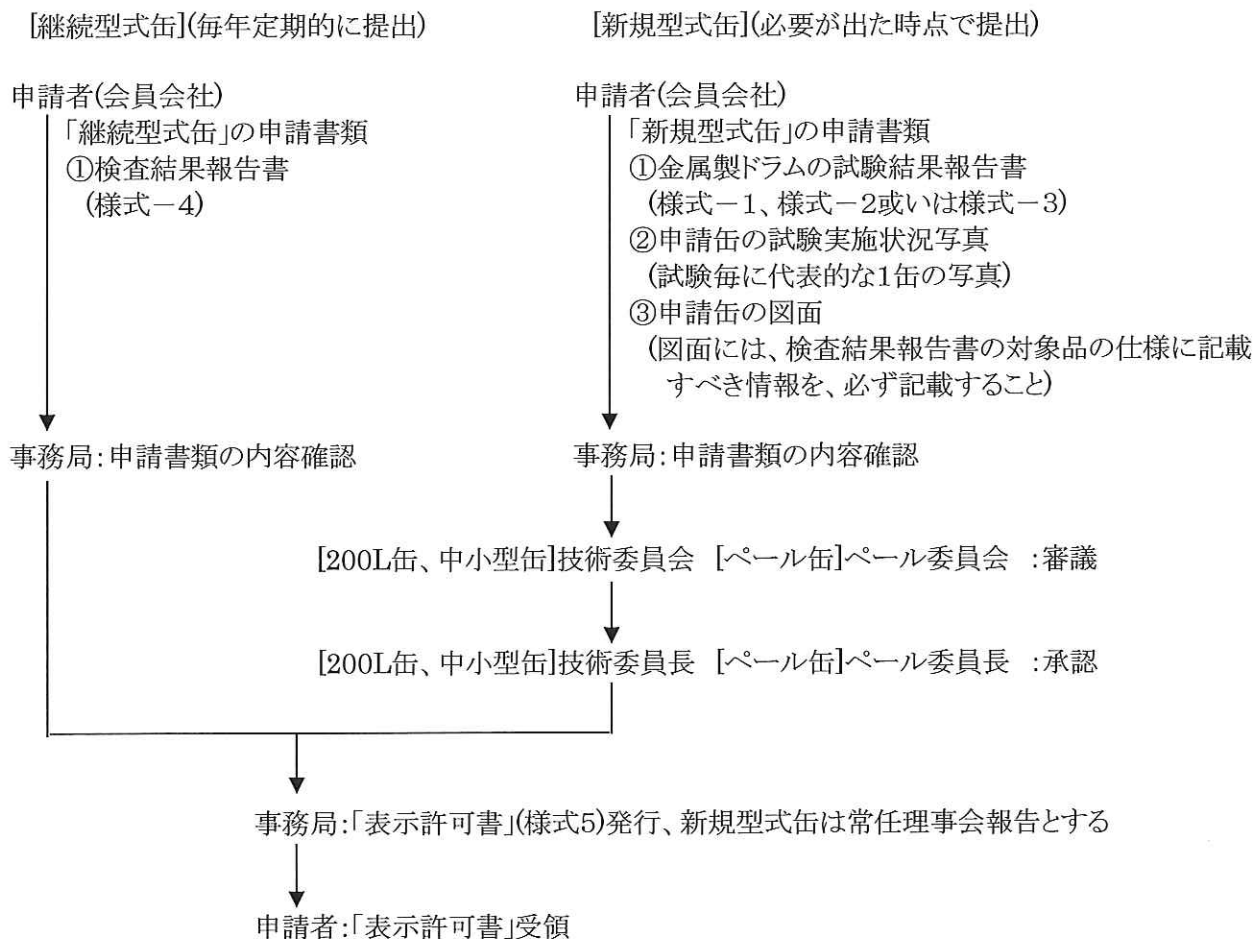 [継続型式缶](毎年定期的に提出)
[新規型式缶](必要が出た時点で提出)
申請者(会員会社)
「継続型式缶」の申請書類
①検査結果報告書
(様式－4)
申請者(会員会社)
「新規型式缶」の申請書類
①金属製ドラムの試験結果報告書
(様式－1、様式－2或いは様式－3)
②申請缶の試験実施状況写真
(試験毎に代表的な1缶の写真)
③申請缶の図面
(図面には、検査結果報告書の対象品の仕様に記載
すべき情報を、必ず記載すること)
事務局：申請書類の内容確認
事務局：申請書類の内容確認
[200L缶、中小型缶]技術委員会 [ペール缶]ペール委員会 ：審議
[200L缶、中小型缶]技術委員長 [ペール缶]ペール委員長 ：承認
事務局：「表示許可書」(様式5)発行、新規型式缶は常任理事会報告とする
申請者：「表示許可書」受領